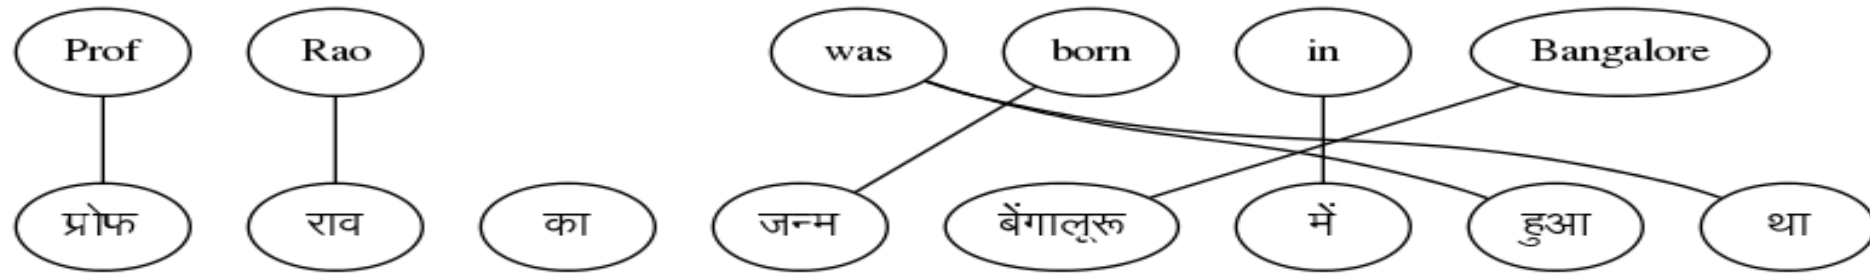 Prof Rao was born in Bangalore
प्रोफ राव का जन्म बेंगालूरू में हुआ था